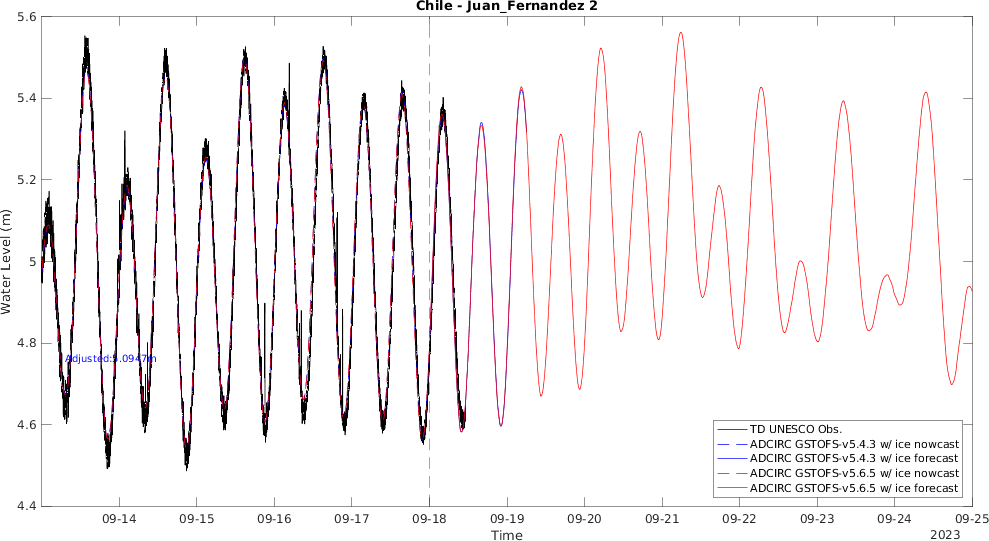 Chile - Juan_Fernandez 2
5.6
5.4
5.2
5
4.8
4.6
4.4
Water Level (m)
Adjusted:5.0947m
TD UNESCO Obs.
ADCIRC GSTOFS-v5.4.3 w/ ice nowcast
ADCIRC GSTOFS-v5.4.3 w/ ice forecast
ADCIRC GSTOFS-v5.6.5 w/ ice nowcast
ADCIRC GSTOFS-v5.6.5 w/ ice forecast
09-14 09-15 09-16 09-17 09-18 09-19 09-20 09-21 09-22 09-23 09-24 09-25
Time
2023